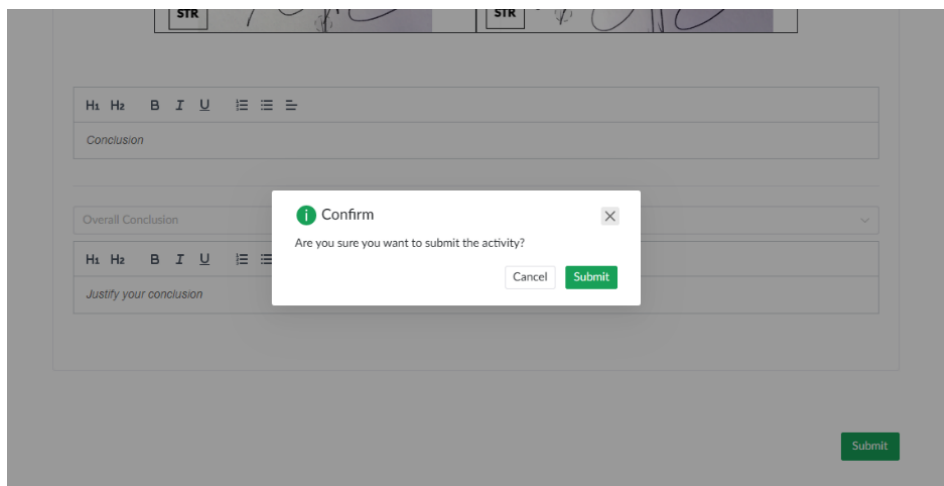 STR
STR
H1 H2 B I U
Conclusion
Overall Conclusion
H1 H2 B I U
Justify your conclusion
i Confirm
Are you sure you want to submit the activity?
Cancel Submit
Submit